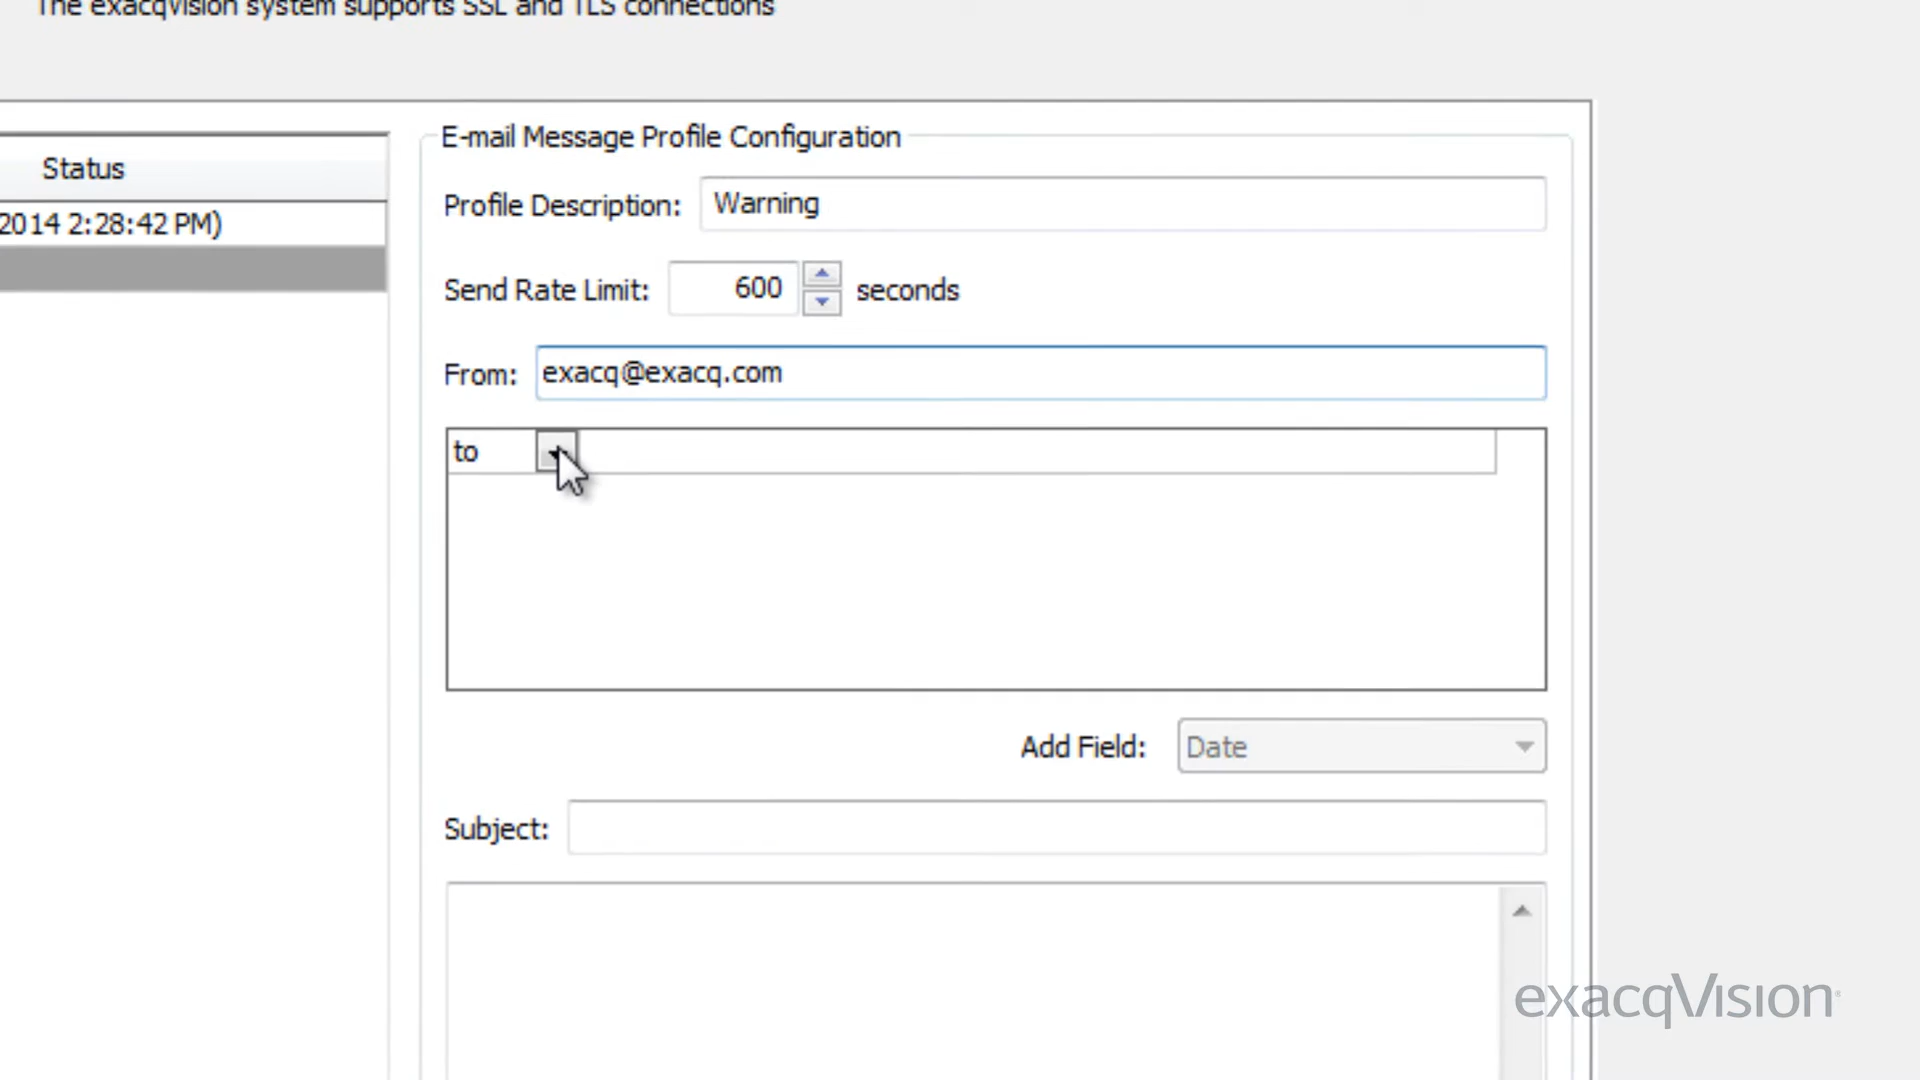 The exacqVision system supports SSL and TLS connections
Status
2014 2:28:42 PM)
E-mail Message Profile Configuration
Profile Description: Warning
Send Rate Limit: 600 seconds
From: exacq@exacq.com
to
Add Field: Date
Subject:
exacqVision